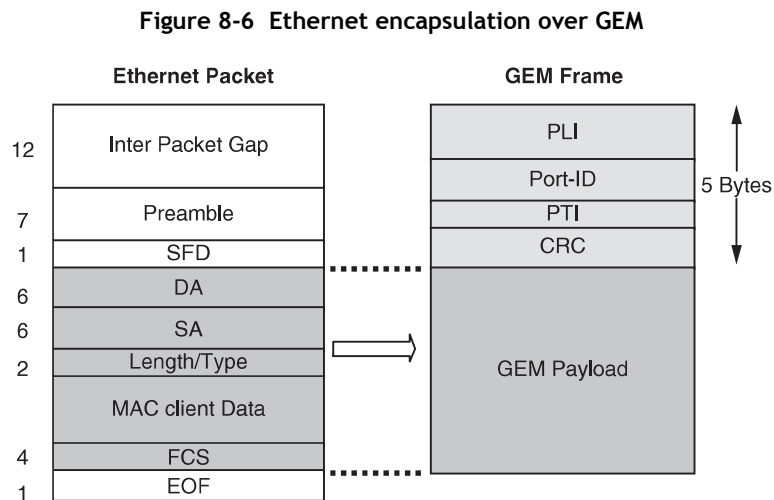 Figure 8-6 Ethernet encapsulation over GEM
Ethernet Packet
12 Inter Packet Gap
7 Preamble
1 SFD
6 DA
6 SA
2 Length/Type
MAC client Data
4 FCS
1 EOF
GEM Frame
PLI
Port-ID
PTI
CRC
5 Bytes
GEM Payload